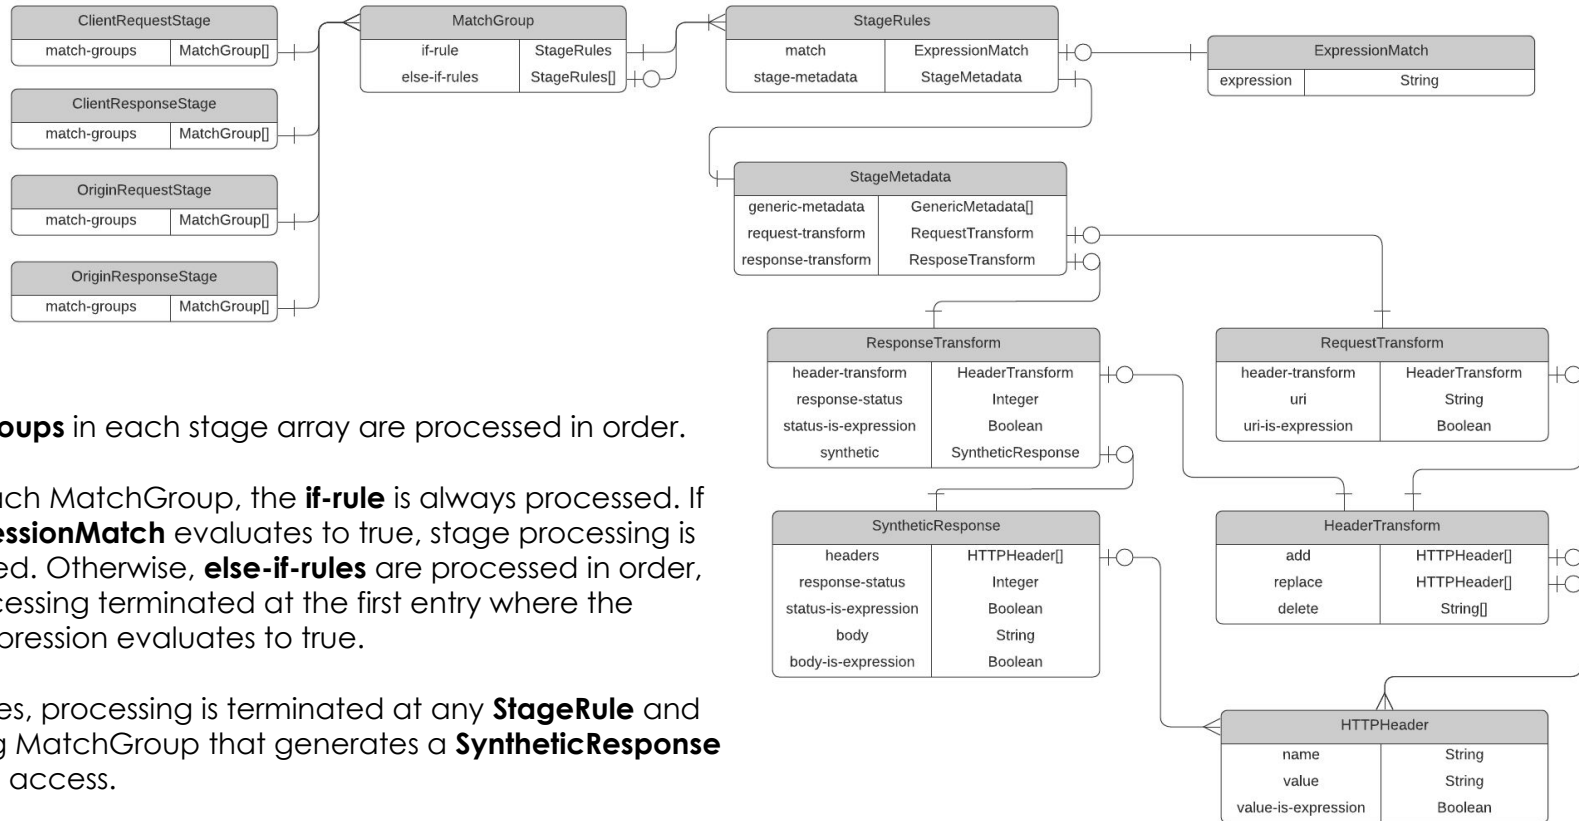 ClientRequestStage
match-groups MatchGroup[]
ClientResponseStage
match-groups MatchGroup[]
OriginRequestStage
match-groups MatchGroup[]
OriginResponseStage
match-groups MatchGroup[]
MatchGroup
if-rule StageRules
else-if-rules StageRules[]
StageRules
match ExpressionMatch
stage-metadata StageMetadata
ExpressionMatch
expression String
StageMetadata
generic-metadata GenericMetadata[]
request-transform RequestTransform
response-transform ResposeTransform
ResponseTransform
header-transform HeaderTransform
response-status Integer
status-is-expression Boolean
synthetic SyntheticResponse
RequestTransform
header-transform HeaderTransform
uri String
uri-is-expression Boolean
SyntheticResponse
headers HTTPHeader[]
response-status Integer
status-is-expression Boolean
body String
body-is-expression Boolean
HeaderTransform
add HTTPHeader[]
replace HTTPHeader[]
delete String[]
HTTPHeader
name String
value String
value-is-expression Boolean
oups in each stage array are processed in order.
ach MatchGroup, the if-rule is always processed. If
essionMatch evaluates to true, stage processing is
ed. Otherwise, else-if-rules are processed in order,
cessing terminated at the first entry where the
pression evaluates to true.
es, processing is terminated at any StageRule and
g MatchGroup that generates a SyntheticResponse
access.